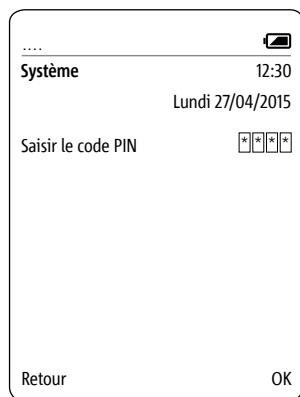 ....
Système 12:30
Lundi 27/04/2015
Saisir le code PIN ****
Retour OK